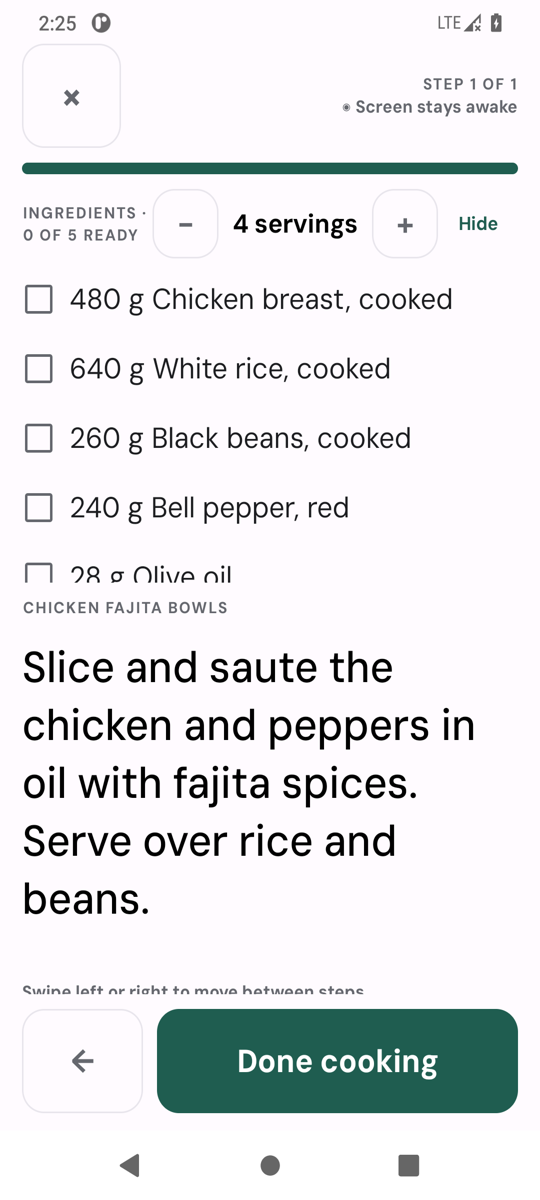 2:25
LTE
STEP 1 OF 1
Screen stays awake
INGREDIENTS ·
0 OF 5 READY
4 servings
Hide
480 g Chicken breast, cooked
640 g White rice, cooked
260 g Black beans, cooked
240 g Bell pepper, red
28 g Olive oil
CHICKEN FAJITA BOWLS
Slice and saute the
chicken and peppers in
oil with fajita spices.
Serve over rice and
beans.
Swipe left or right to move between steps
Done cooking